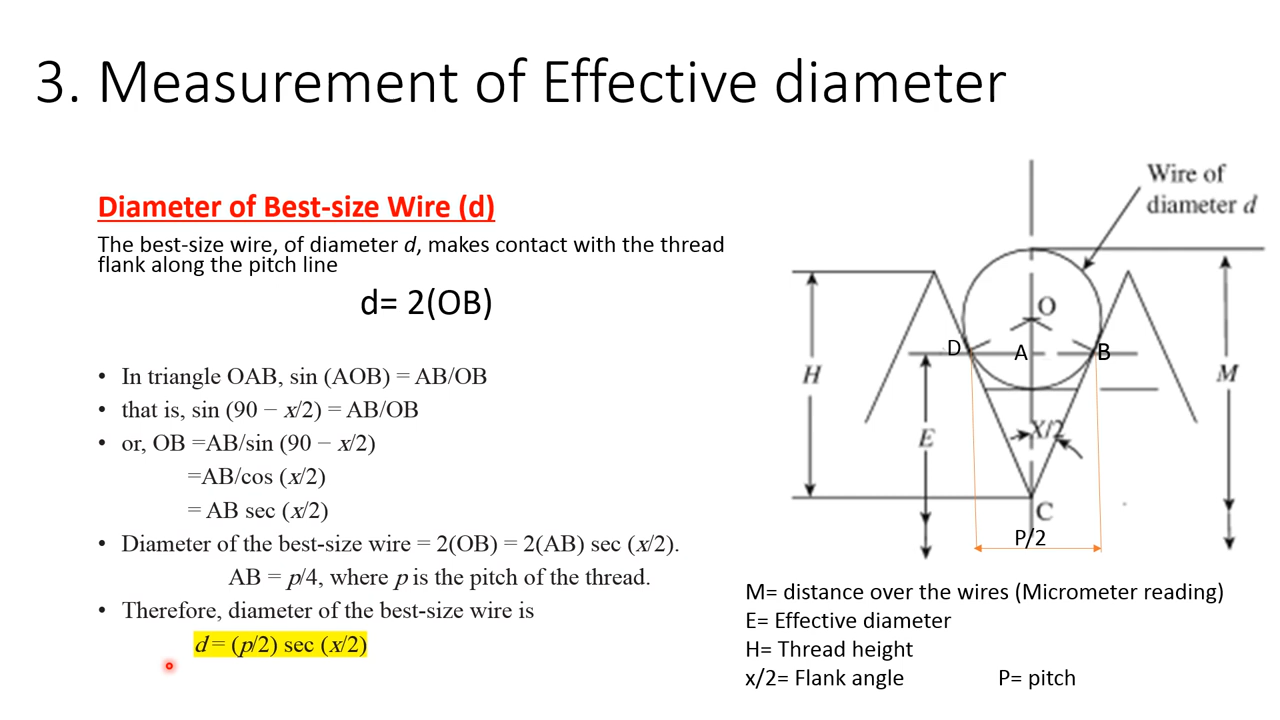 3. Measurement of Effective diameter
Diameter of Best-size Wire (d)
The best-size wire, of diameter d, makes contact with the thread
flank along the pitch line
d= 2(OB)
• In triangle OAB, sin (AOB) = AB/OB
• that is, sin (90 − x/2) = AB/OB
• or, OB =AB/sin (90 − x/2)
=AB/cos (x/2)
= AB sec (x/2)
• Diameter of the best-size wire = 2(OB) = 2(AB) sec (x/2).
AB = p/4, where p is the pitch of the thread.
• Therefore, diameter of the best-size wire is
d = (p/2) sec (x/2)
Wire of
diameter d
O
D
A
B
H
M
E
X/2
C
P/2
M= distance over the wires (Micrometer reading)
E= Effective diameter
H= Thread height
x/2= Flank angle P= pitch